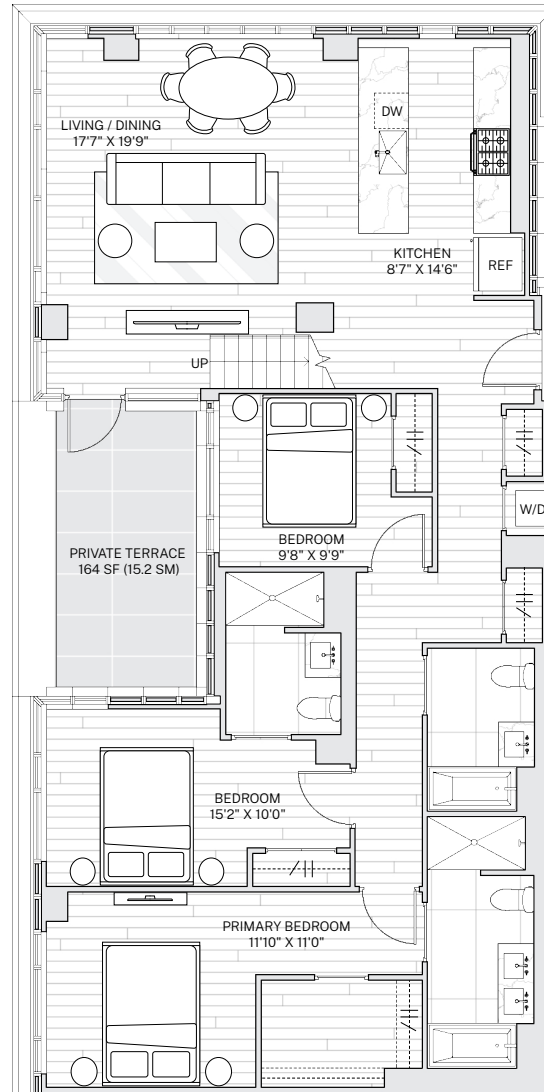 DW
LIVING / DINING
17'7" X 19'9"
KITCHEN
8'7" X 14'6"
REF
UP
W/D
BEDROOM
9'8" X 9'9"
PRIVATE TERRACE
164 SF (15.2 SM)
BEDROOM
15'2" X 10'0"
PRIMARY BEDROOM
11'10" X 11'0"